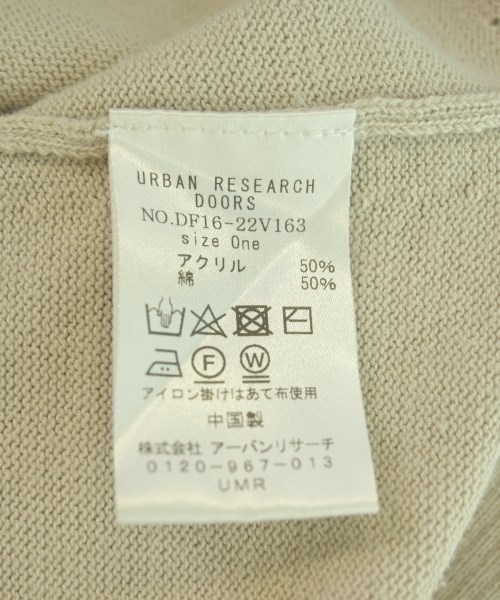 URBAN RESEARCH
DOORS
NO.DF16-22V163
size One
アクリル 50%
綿 50%
F W
アイロン掛けはあて布使用
中国製
株式会社 アーバンリサーチ
0120-967-013
UMR